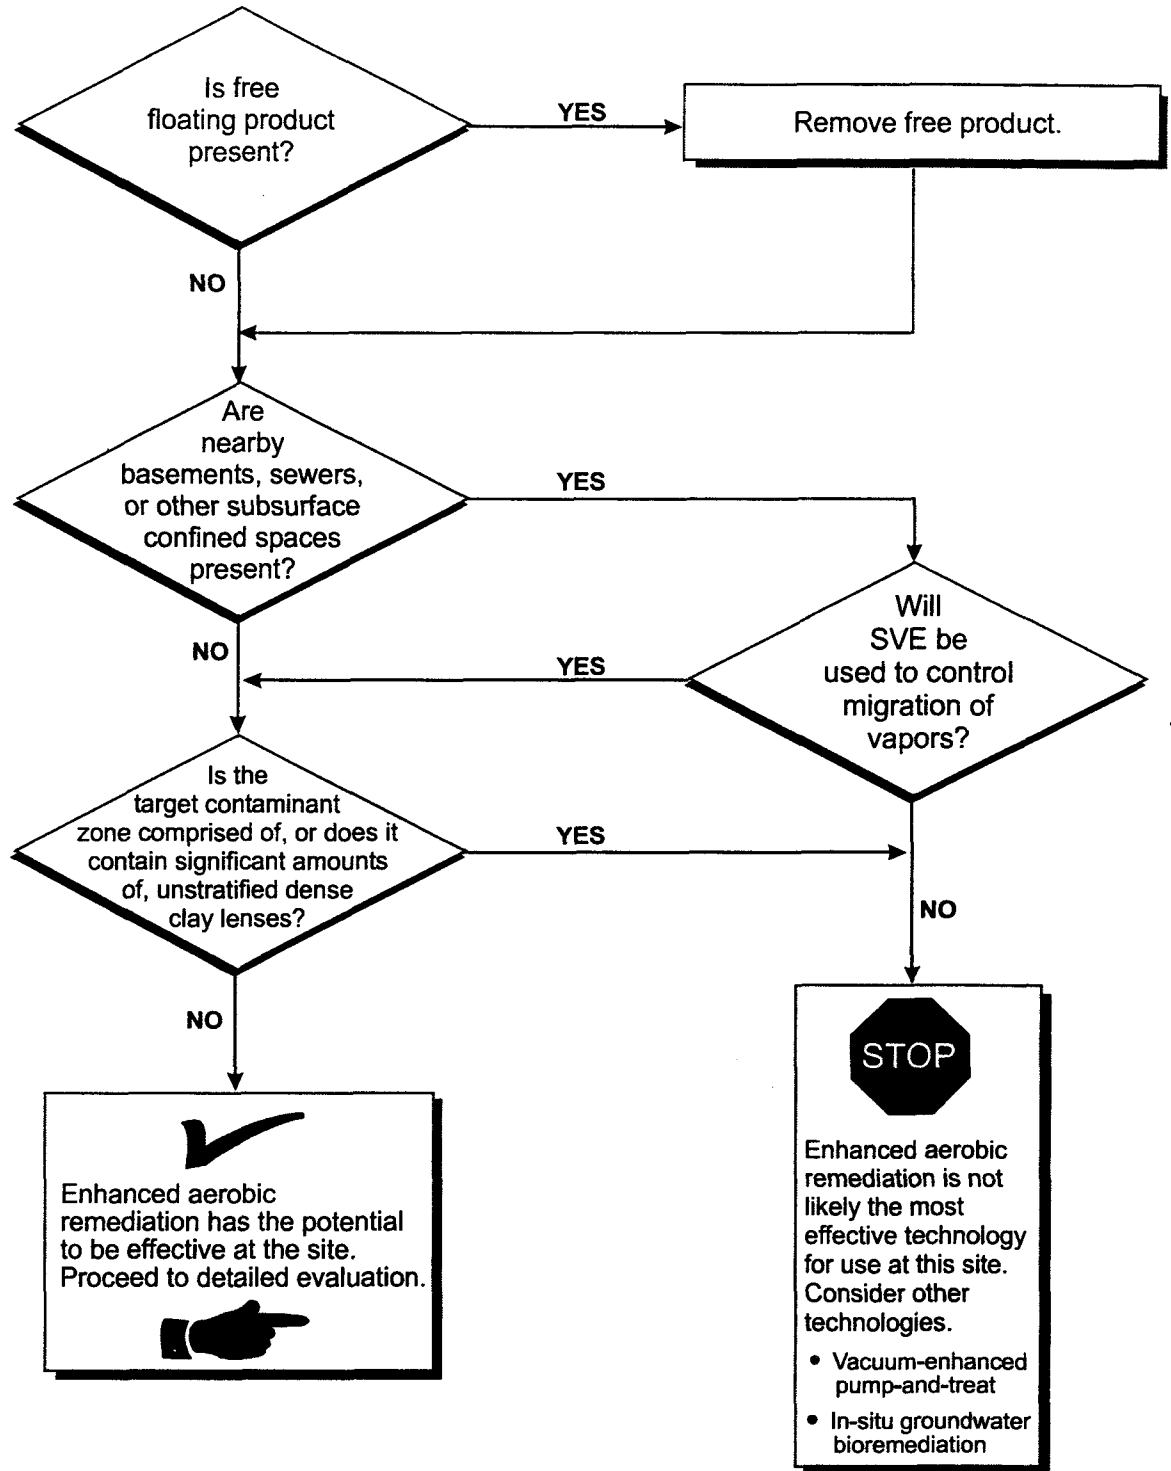 Is free
floating product
present?
YES
Remove free product.
NO
Are
nearby
basements, sewers,
or other subsurface
confined spaces
present?
YES
Will
SVE be
used to control
migration of
vapors?
NO
YES
Is the
target contaminant
zone comprised of, or does it
contain significant amounts
of, unstratified dense
clay lenses?
YES
NO
NO
STOP
Enhanced aerobic
remediation is not
likely the most
effective technology
for use at this site.
Consider other
technologies.
• Vacuum-enhanced
pump-and-treat
• In-situ groundwater
bioremediation
Enhanced aerobic
remediation has the potential
to be effective at the site.
Proceed to detailed evaluation.